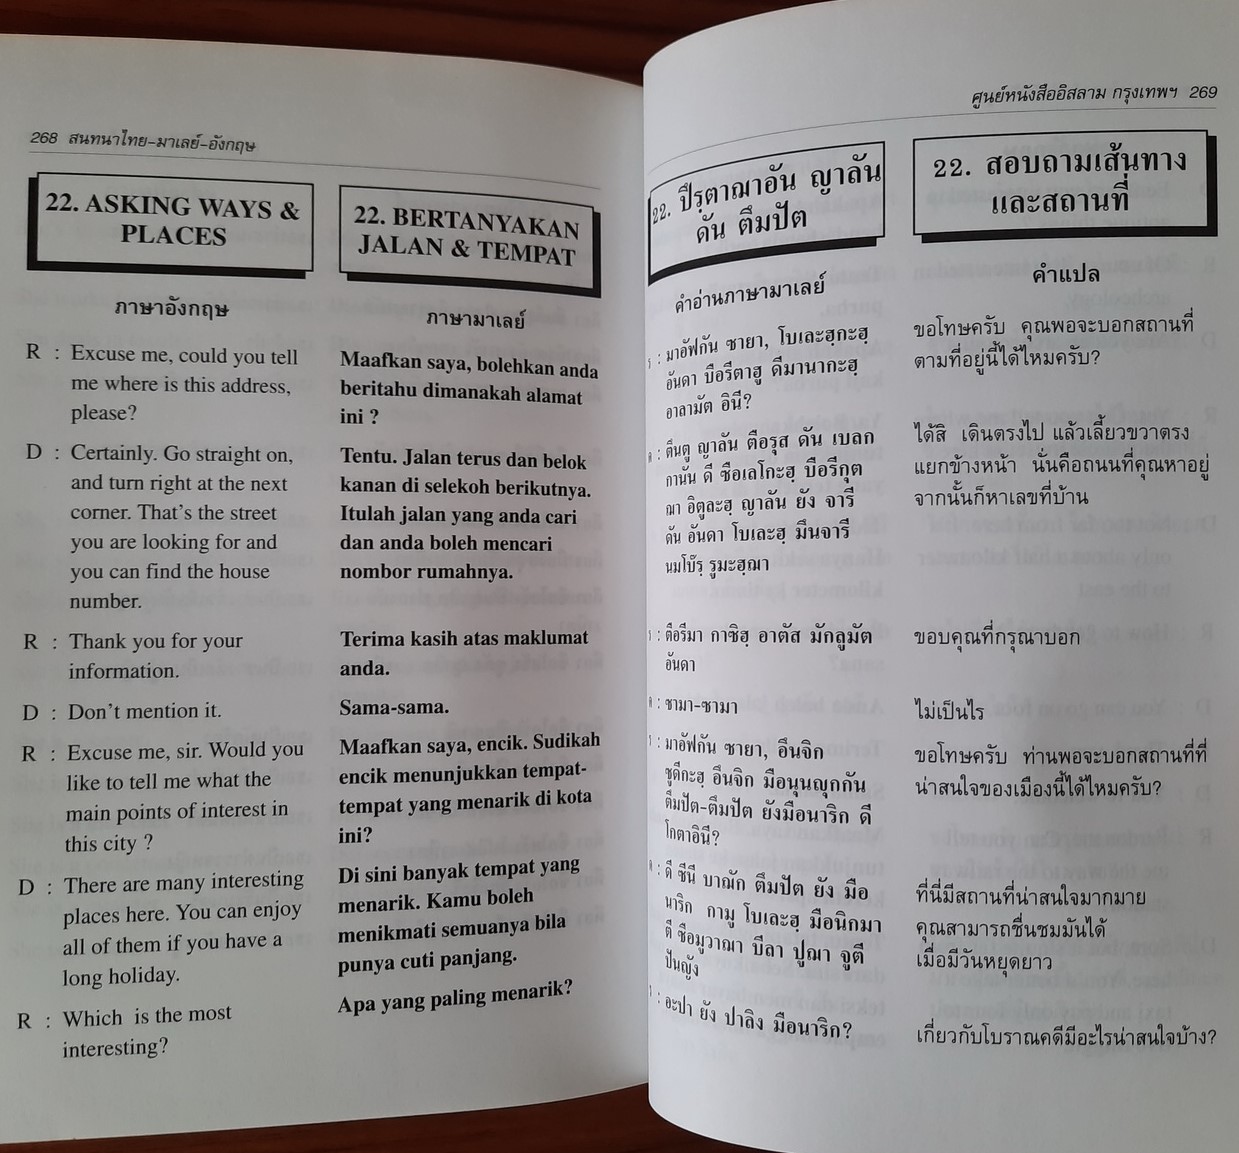 268 สนทนาไทย-มาเลย์-อังกฤษ
22. ASKING WAYS &
PLACES
ภาษาอังกฤษ
R : Excuse me, could you tell
me where is this address,
please?
D : Certainly. Go straight on,
and turn right at the next
corner. That's the street
you are looking for and
you can find the house
number.
R : Thank you for your
information.
D : Don't mention it.
R : Excuse me, sir. Would you
like to tell me what the
main points of interest in
this city ?
D : There are many interesting
places here. You can enjoy
all of them if you have a
long holiday.
R : Which is the most
interesting?
22. BERTANYAKAN
JALAN & TEMPAT
ภาษามาเลย์
Maafkan saya, bolehkan anda
beritahu dimanakah alamat
ini ?
Tentu. Jalan terus dan belok
kanan di selekoh berikutnya.
Itulah jalan yang anda cari
dan anda boleh mencari
nombor rumahnya.
Terima kasih atas maklumat
anda.
Sama-sama.
Maafkan saya, encik. Sudikah
encik menunjukkan tempat-
tempat yang menarik di kota
ini?
Di sini banyak tempat yang
menarik. Kamu boleh
menikmati semuanya bila
punya cuti panjang.
Apa yang paling menarik?
ศูนย์หนังสืออิสลาม กรุงเทพฯ 269
22. บืรฺตาฌาอัน ญาลัน
ดัน ตึมปัต
คำอ่านภาษามาเลย์
ร : มาอัฟกัน ซายา, โบเละฮฺกะฮฺ
อันดา บือรีตาฮู ดีมานากะฮฺ
อาลามัต อินี?
ด : ตึนตู ญาลัน ตือรุส ดัน เบลก
กานัน ดี ซือเลโกะฮฺ บือรีกุต
ฌา อิตูละฮฺ ญาลัน ยัง จารี
ดัน อันดา โบเละฮฺ มึนจารี
นมโบ๊รฺ รูมะฮฺฌา
ร : ตือรีมา กาซิฮฺ อาตัส มักลูมัต
อันดา
ด : ซามา-ซามา
ร : มาอัฟกัน ซายา, อึนจิก
ซูดีกะฮฺ อึนจิก มือนุนญุกกัน
ตึมปัต-ตึมปัต ยังมือนาริก ดี
โกตาอินี?
ด : ดี ซีนี บาณัก ตึมปัต ยัง มือ
นาริก กามู โบเละฮฺ มือนิกมา
ตี ซือมูวาฌา บีลา ปูณา จูตี
ปันญัง
ร : อะปา ยัง ปาลิง มือนาริก?
22. สอบถามเส้นทาง
และสถานที่
คำแปล
ขอโทษครับ คุณพอจะบอกสถานที่
ตามที่อยู่นี้ได้ไหมครับ?
ได้สิ เดินตรงไป แล้วเลี้ยวขวาตรง
แยกข้างหน้า นั่นคือถนนที่คุณหาอยู่
จากนั้นก็หาเลขที่บ้าน
ขอบคุณที่กรุณาบอก
ไม่เป็นไร
ขอโทษครับ ท่านพอจะบอกสถานที่ที่
น่าสนใจของเมืองนี้ได้ไหมครับ?
ที่นี่มีสถานที่น่าสนใจมากมาย
คุณสามารถชื่นชมมันได้
เมื่อมีวันหยุดยาว
เกี่ยวกับโบราณคดีมีอะไรน่าสนใจบ้าง?